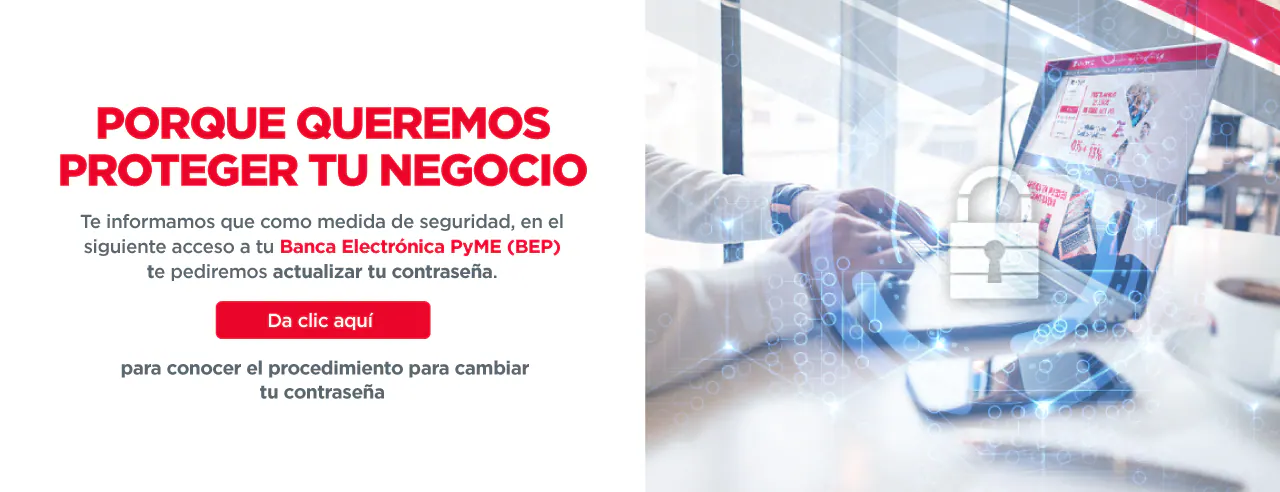 PORQUE QUEREMOS
PROTEGER TU NEGOCIO
Te informamos que como medida de seguridad, en el
siguiente acceso a tu Banca Electrónica PyME (BEP)
te pediremos actualizar tu contraseña.
Da clic aquí
para conocer el procedimiento para cambiar
tu contraseña